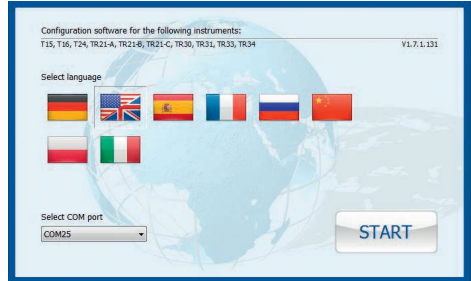 Configuration software for the following instruments:
T15, T16, T24, TR21-A, TR21-B, TR21-C, TR30, TR31, TR33, TR34
V1.7.1.131
Select language
Select COM port
COM25
START